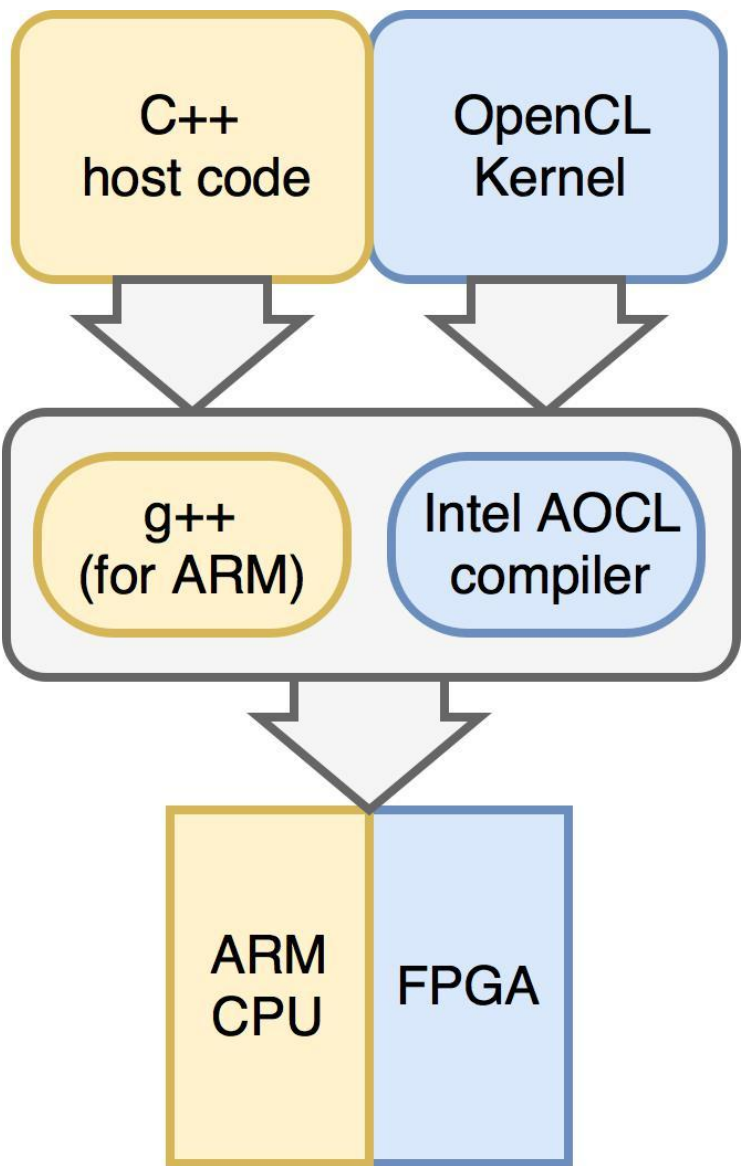 C++
host code
OpenCL
Kernel
g++
(for ARM)
Intel AOCL
compiler
ARM
CPU
FPGA